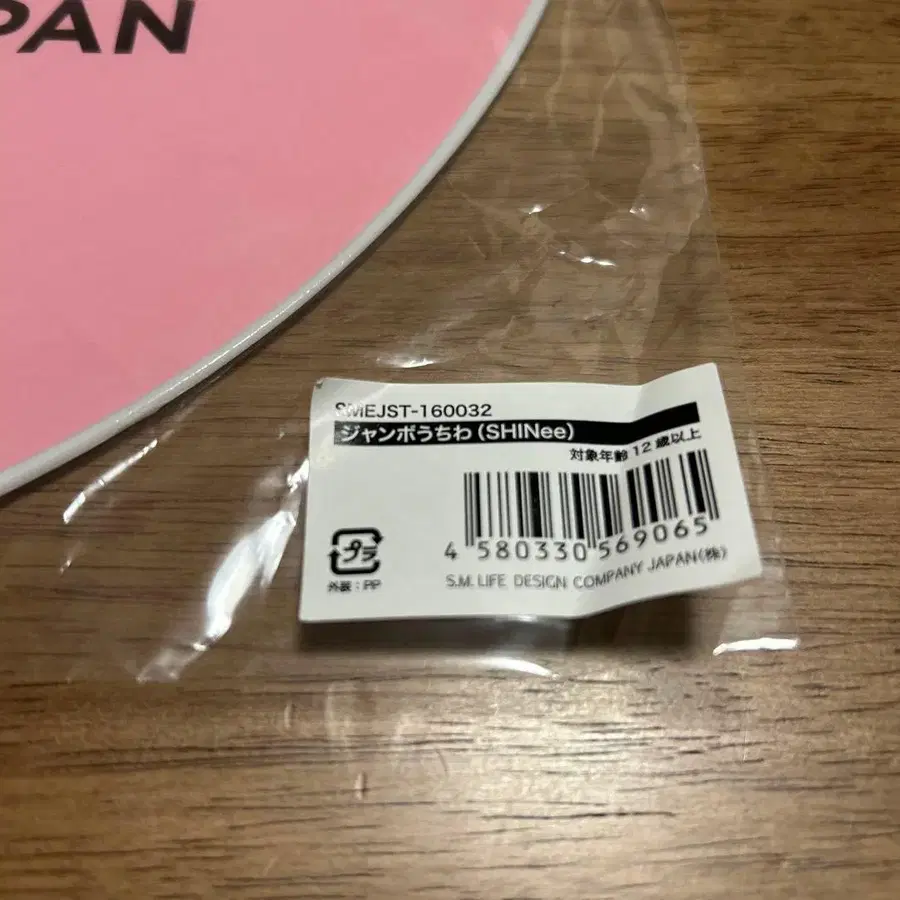 PAN
SMEJST-160032
ジャンボうちわ(SHINee)
対象年齢 12 歳以上
4 580330 569065
プラ
外装：PP
S.M. LIFE DESIGN COMPANY JAPAN(株)